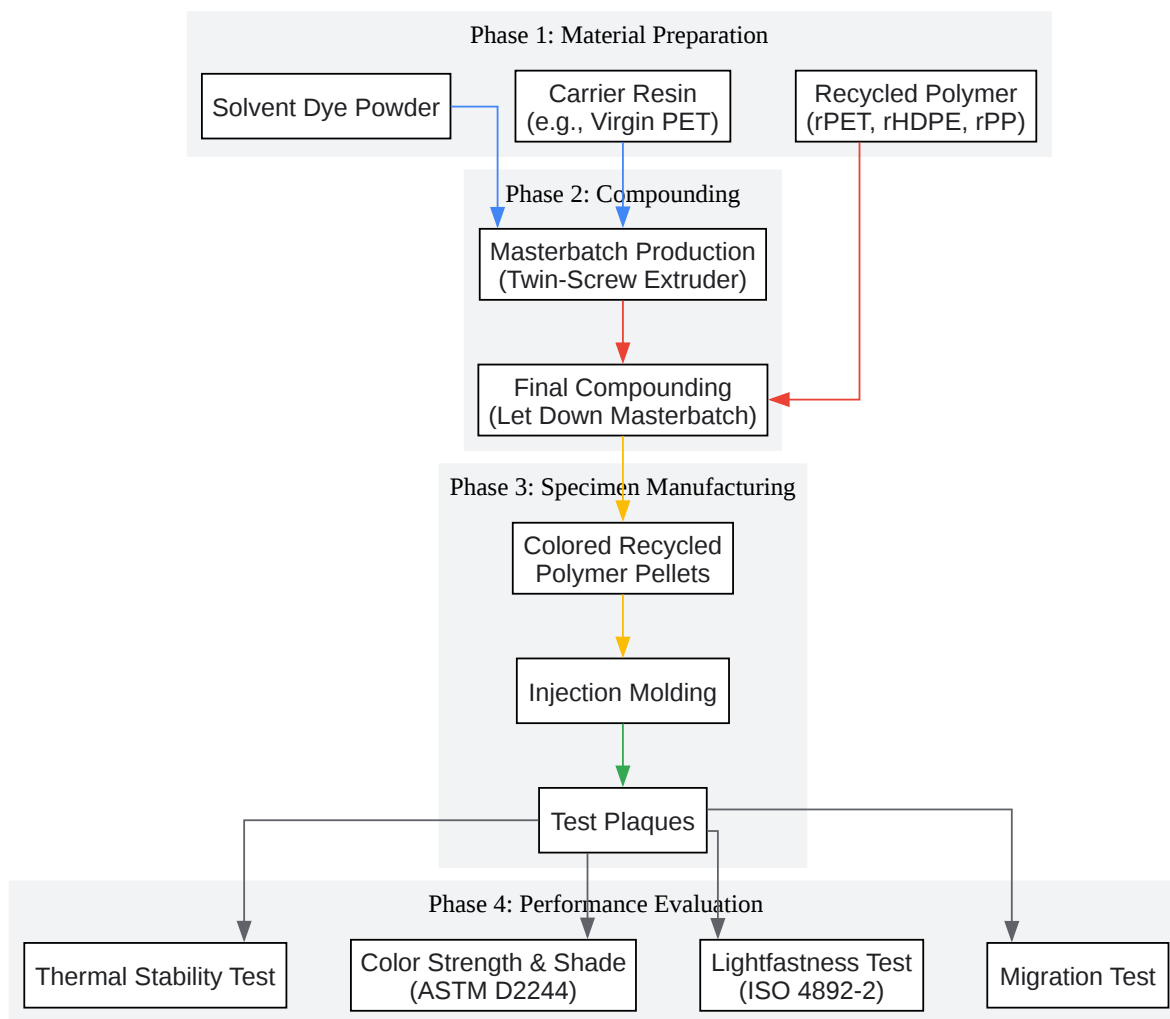 Phase 1: Material Preparation
Solvent Dye Powder
Carrier Resin
(e.g., Virgin PET)
Recycled Polymer
(rPET, rHDPE, rPP)
Phase 2: Compounding
Masterbatch Production
(Twin-Screw Extruder)
Final Compounding
(Let Down Masterbatch)
Phase 3: Specimen Manufacturing
Colored Recycled
Polymer Pellets
Injection Molding
Test Plaques
Phase 4: Performance Evaluation
Thermal Stability Test
Color Strength & Shade
(ASTM D2244)
Lightfastness Test
(ISO 4892-2)
Migration Test